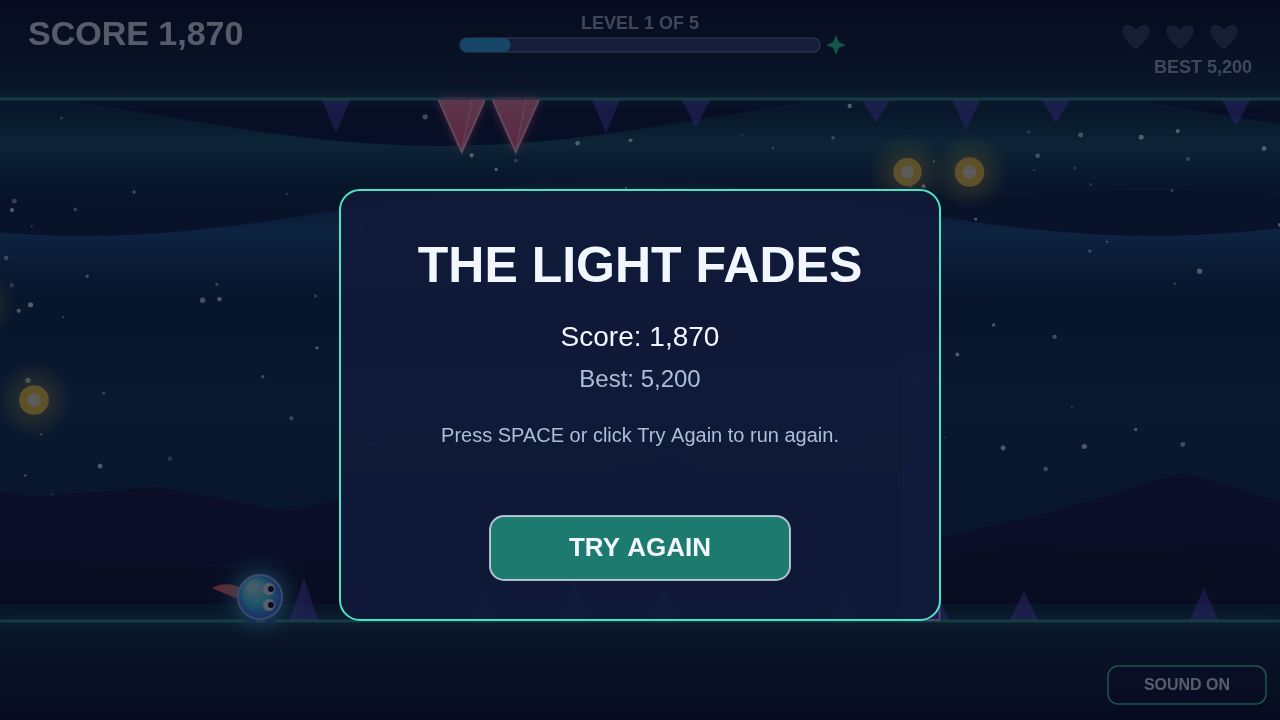 SCORE 1,870
LEVEL 1 OF 5
BEST 5,200
THE LIGHT FADES
Score: 1,870
Best: 5,200
Press SPACE or click Try Again to run again.
TRY AGAIN
SOUND ON